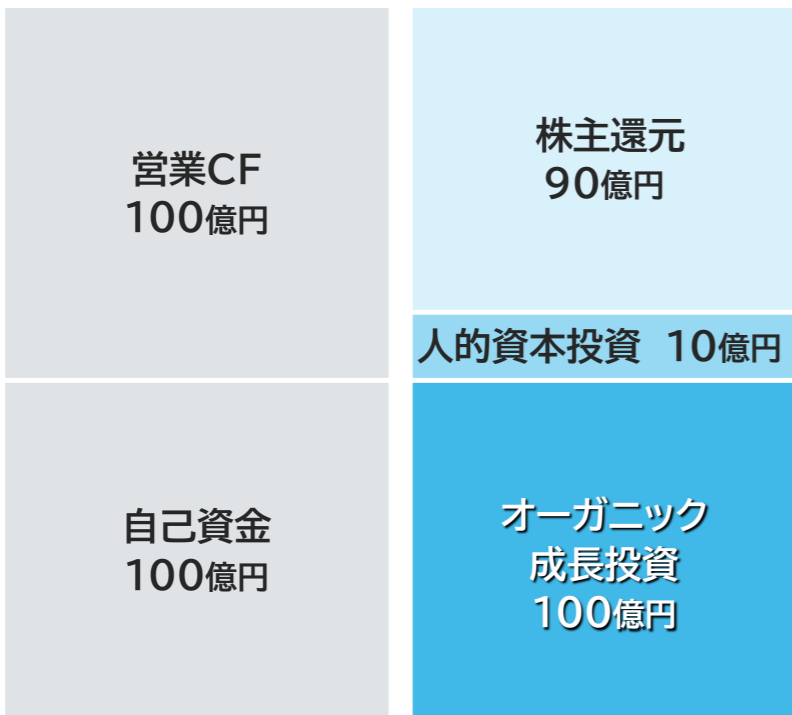 営業CF
100億円
自己資金
100億円
株主還元
90億円
人的資本投資 10億円
オーガニック
成長投資
100億円